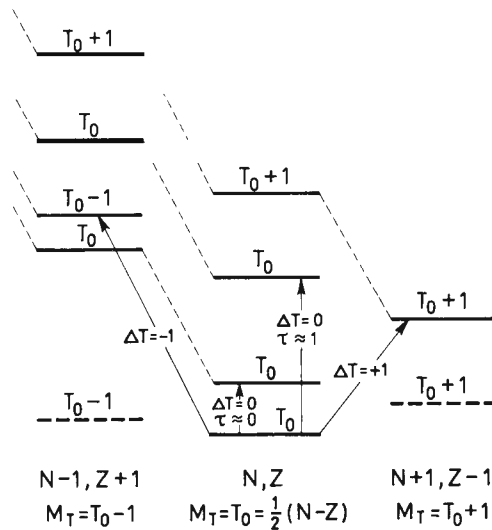 T₀+1
T₀
T₀−1
T₀
T₀−1
ΔT=−1
N−1, Z+1
M_T=T₀−1
T₀+1
T₀
ΔT=0
τ≈1
T₀
ΔT=0
τ≈0
T₀
N, Z
M_T=T₀=½(N−Z)
T₀+1
ΔT=+1
T₀+1
N+1, Z−1
M_T=T₀+1